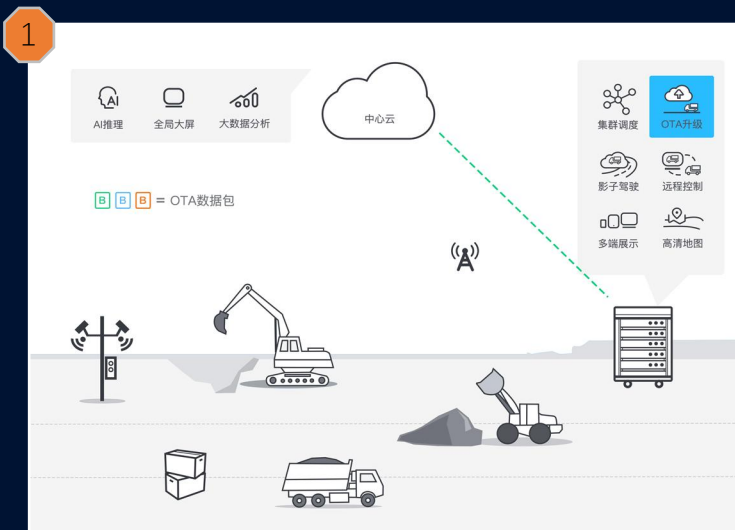 1
AI
AI推理
全局大屏
大数据分析
中心云
集群调度
OTA升级
影子驾驶
远程控制
多端展示
高清地图
B B B = OTA数据包